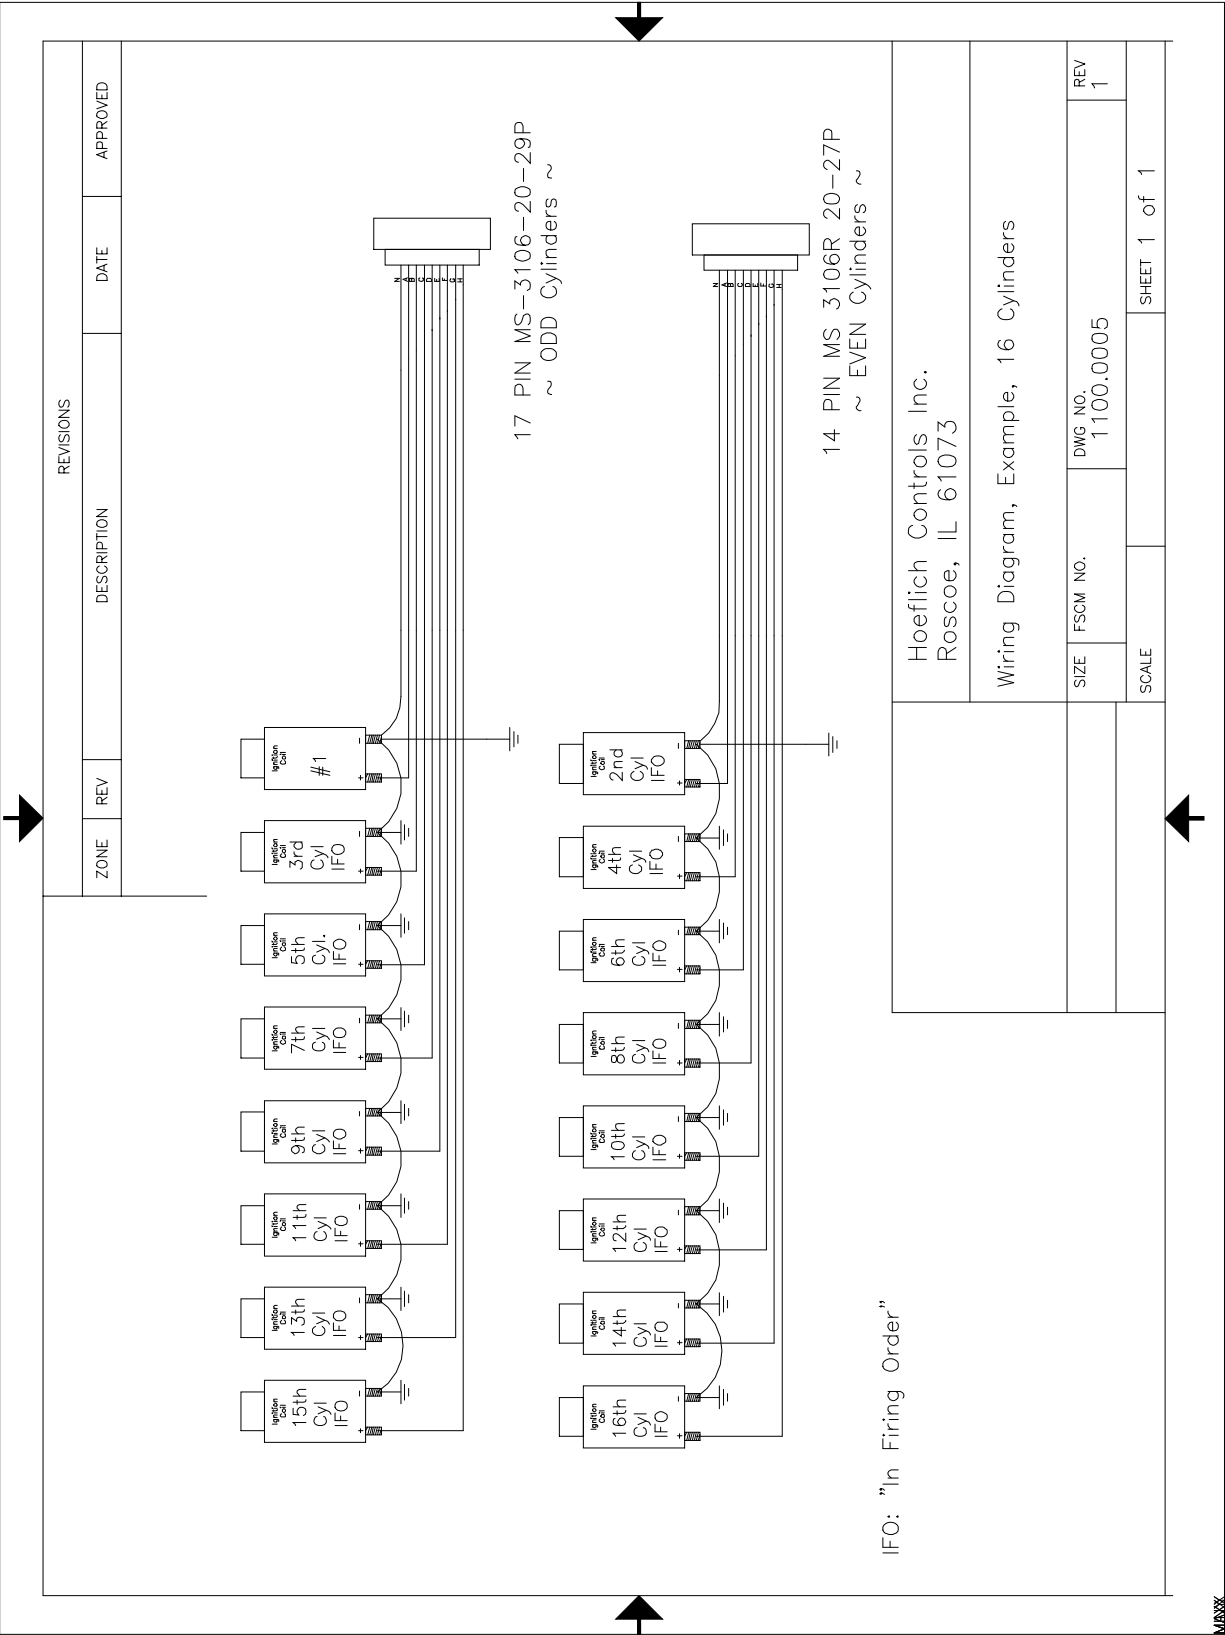 REVISIONS
ZONE REV DESCRIPTION DATE APPROVED
Ignition
Coil
15th
Cyl
IFO
+ -
Ignition
Coil
13th
Cyl
IFO
+ -
Ignition
Coil
11th
Cyl
IFO
+ -
Ignition
Coil
9th
Cyl
IFO
+ -
Ignition
Coil
7th
Cyl
IFO
+ -
Ignition
Coil
5th
Cyl.
IFO
+ -
Ignition
Coil
3rd
Cyl
IFO
+ -
Ignition
Coil
#1
+ -
N
A
B
C
D
E
F
G
H
17 PIN MS-3106-20-29P
~ ODD Cylinders ~
Ignition
Coil
16th
Cyl
IFO
+ -
Ignition
Coil
14th
Cyl
IFO
+ -
Ignition
Coil
12th
Cyl
IFO
+ -
Ignition
Coil
10th
Cyl
IFO
+ -
Ignition
Coil
8th
Cyl
IFO
+ -
Ignition
Coil
6th
Cyl
IFO
+ -
Ignition
Coil
4th
Cyl
IFO
+ -
Ignition
Coil
2nd
Cyl
IFO
+ -
N
A
B
C
D
E
F
G
H
14 PIN MS 3106R 20-27P
~ EVEN Cylinders ~
IFO: "In Firing Order"
Hoeflich Controls Inc.
Roscoe, IL 61073
Wiring Diagram, Example, 16 Cylinders
SIZE FSCM NO. DWG NO. REV
1100.0005 1
SCALE SHEET 1 of 1